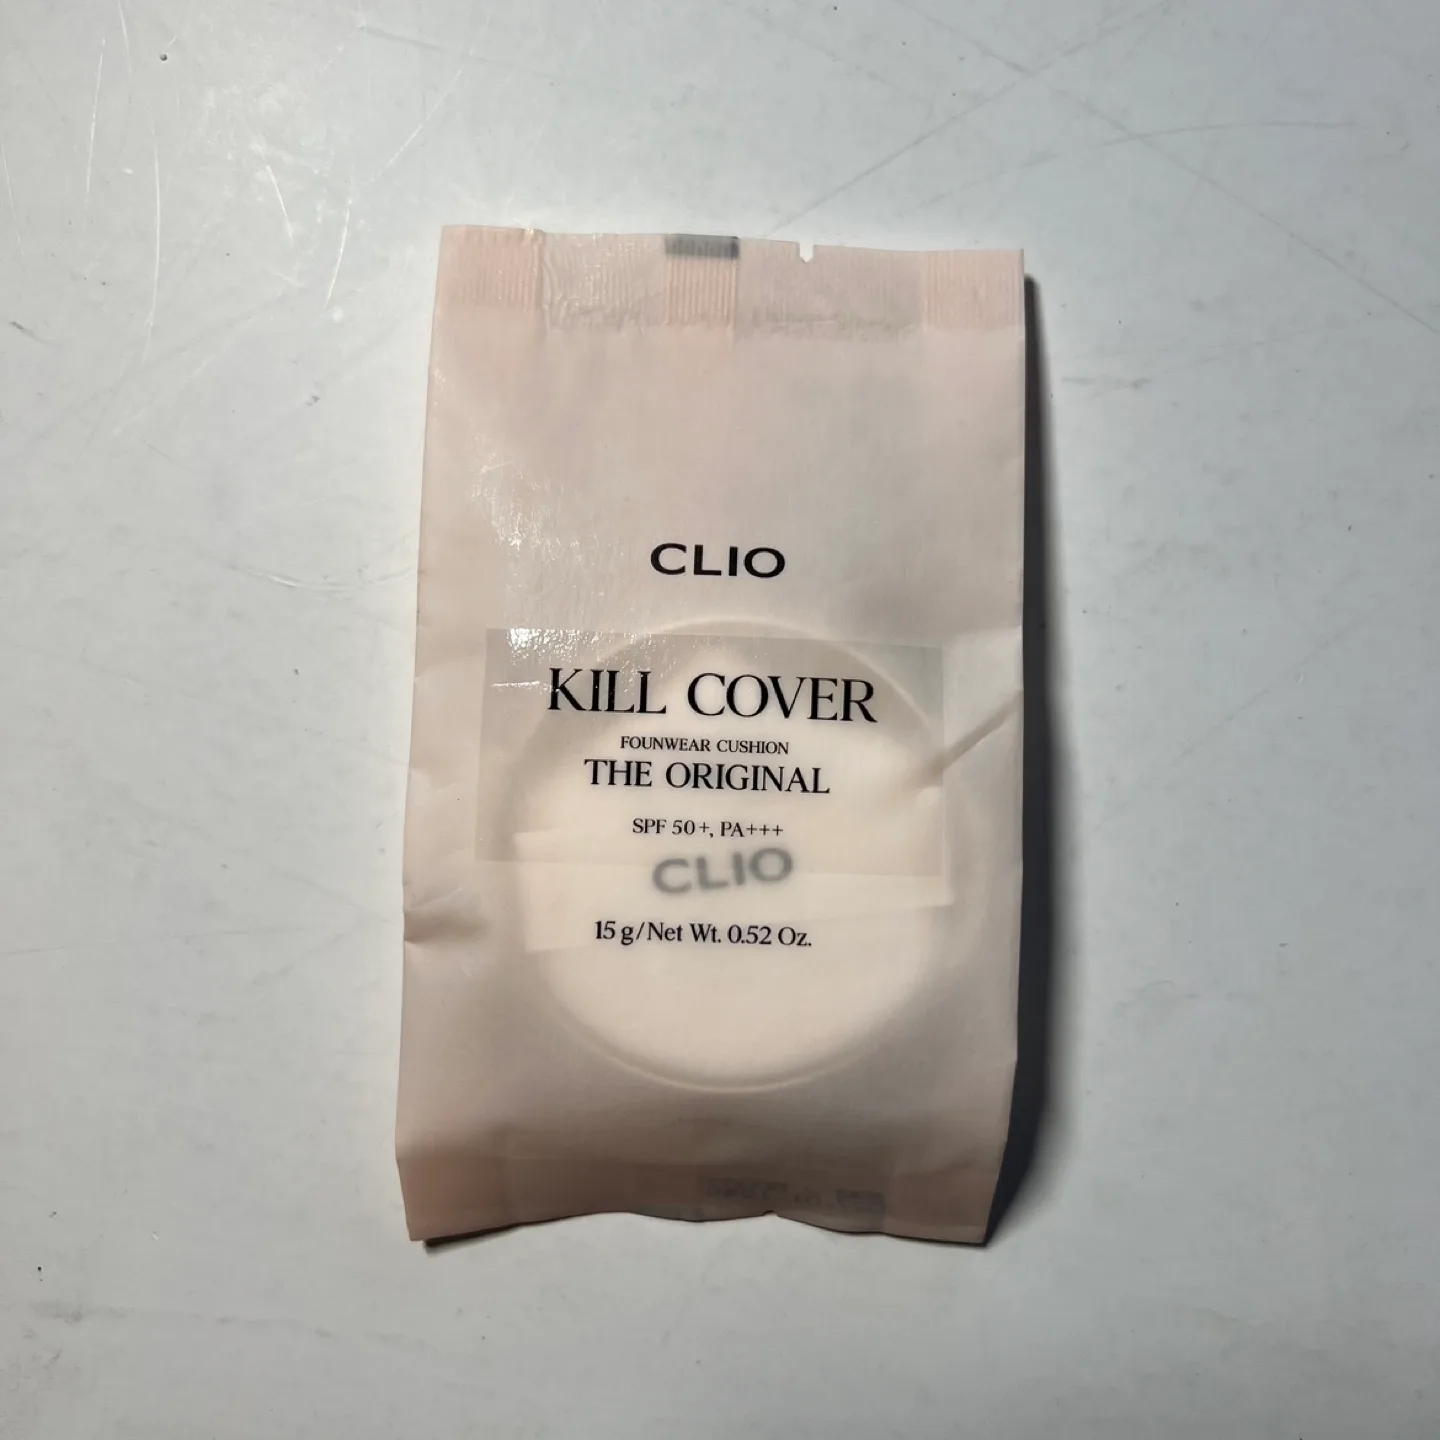 CLIO
KILL COVER
FOUNWEAR CUSHION
THE ORIGINAL
SPF 50+, PA+++
CLIO
15 g/Net Wt. 0.52 Oz.